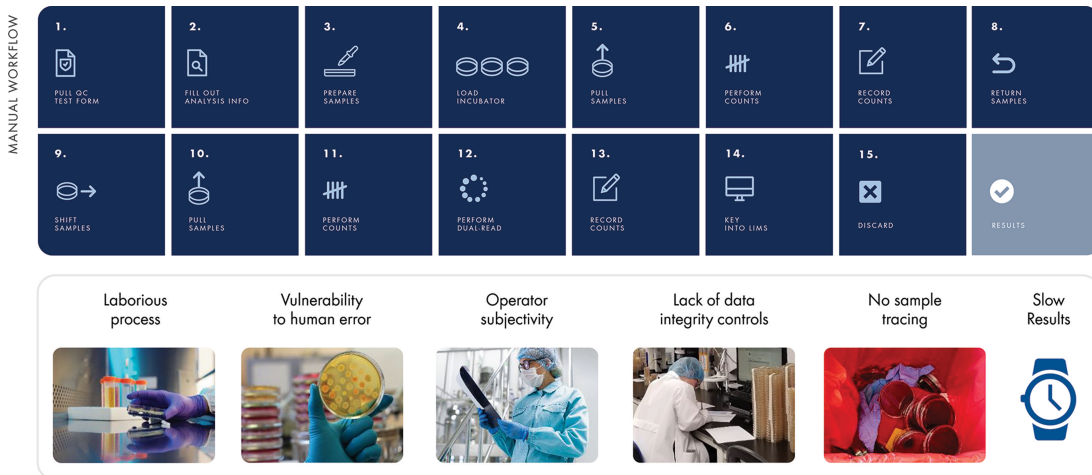 MANUAL WORKFLOW
1.
PULL QC
TEST FORM
2.
FILL OUT
ANALYSIS INFO
3.
PREPARE
SAMPLES
4.
LOAD
INCUBATOR
5.
PULL
SAMPLES
6.
PERFORM
COUNTS
7.
RECORD
COUNTS
8.
RETURN
SAMPLES
9.
SHIFT
SAMPLES
10.
PULL
SAMPLES
11.
PERFORM
COUNTS
12.
PERFORM
DUAL-READ
13.
RECORD
COUNTS
14.
KEY
INTO LIMS
15.
DISCARD
RESULTS
Laborious
process
Vulnerability
to human error
Operator
subjectivity
Lack of data
integrity controls
No sample
tracing
Slow
Results